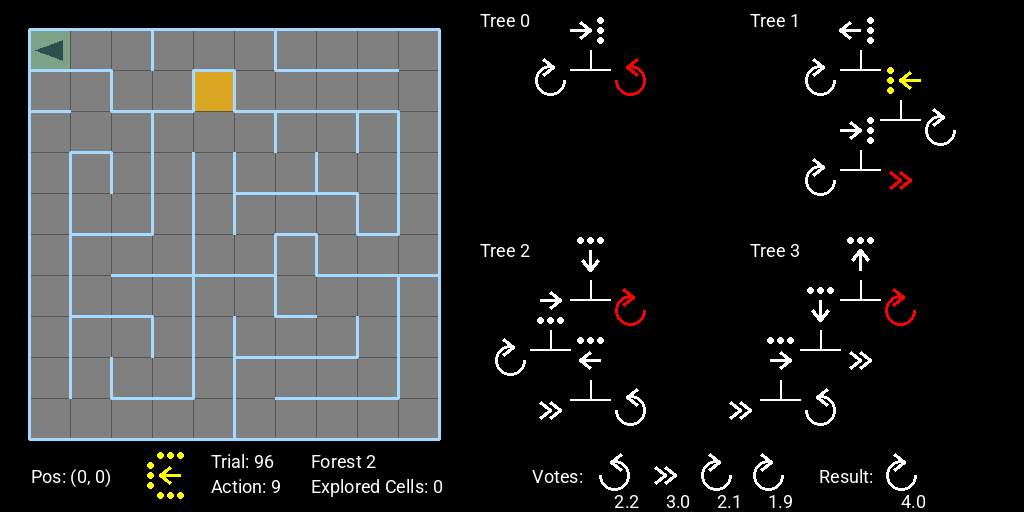 Tree 0
Tree 1
Tree 2
Tree 3
Pos: (0, 0)
Trial: 96
Forest 2
Action: 9
Explored Cells: 0
Votes:
2.2
3.0
2.1
1.9
Result:
4.0